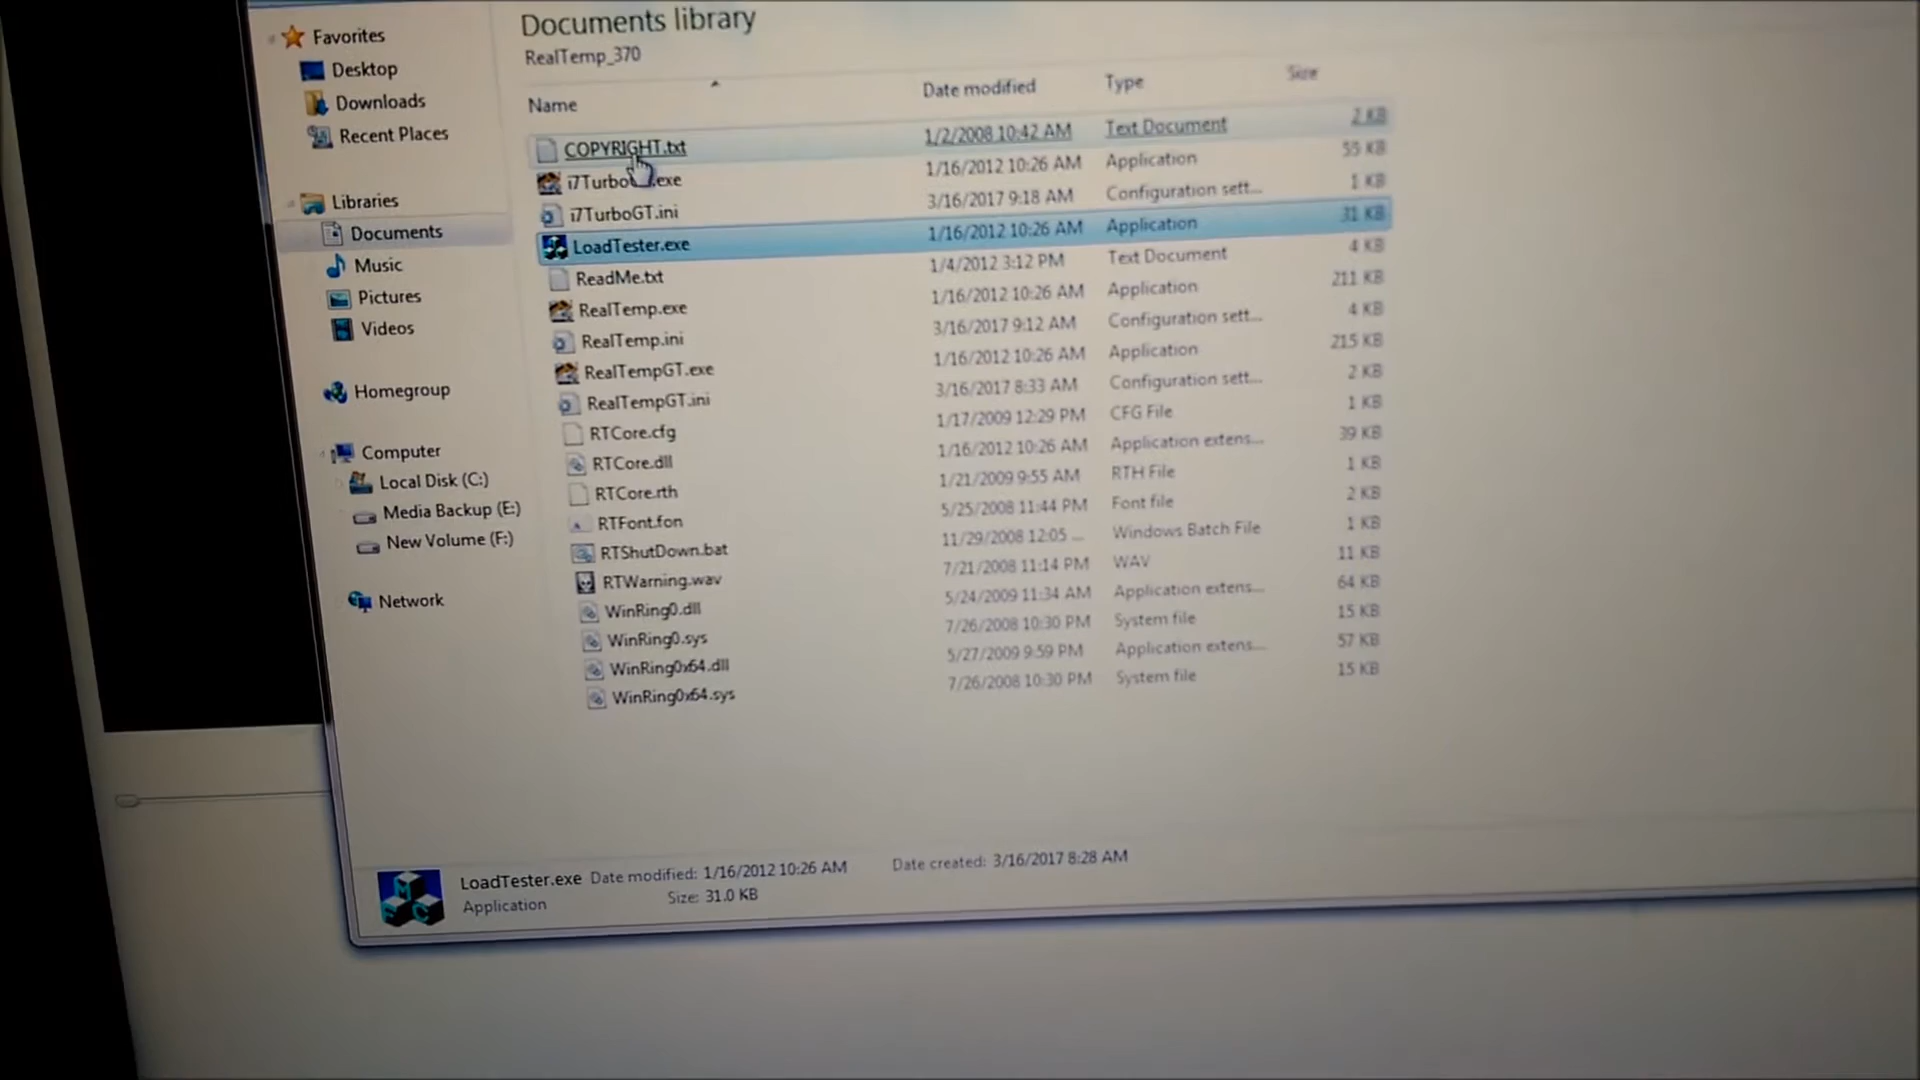 Favorites
Desktop
Downloads
Recent Places
Libraries
Documents
Music
Pictures
Videos
Homegroup
Computer
Local Disk (C:)
Media Backup (E:)
New Volume (F:)
Network
Documents library
RealTemp_370
Name Date modified Type Size
COPYRIGHT.txt 1/2/2008 10:42 AM Text Document 2 KB
i7Turbo .exe 1/16/2012 10:26 AM Application 55 KB
i7TurboGT.ini 3/16/2017 9:18 AM Configuration sett... 1 KB
LoadTester.exe 1/16/2012 10:26 AM Application 31 KB
ReadMe.txt 1/4/2012 3:12 PM Text Document 4 KB
RealTemp.exe 1/16/2012 10:26 AM Application 211 KB
RealTemp.ini 3/16/2017 9:12 AM Configuration sett... 4 KB
RealTempGT.exe 1/16/2012 10:26 AM Application 215 KB
RealTempGT.ini 3/16/2017 8:33 AM Configuration sett... 2 KB
RTCore.cfg 1/17/2009 12:29 PM CFG File 1 KB
RTCore.dll 1/16/2012 10:26 AM Application extens... 39 KB
RTCore.rth 1/21/2009 9:55 AM RTH File 1 KB
RTFont.fon 5/25/2008 11:44 PM Font file 2 KB
RTShutDown.bat 11/29/2008 12:05 ... Windows Batch File 1 KB
RTWarning.wav 7/21/2008 11:14 PM WAV 11 KB
WinRing0.dll 5/24/2009 11:34 AM Application extens... 64 KB
WinRing0.sys 7/26/2008 10:30 PM System file 15 KB
WinRing0x64.dll 5/27/2009 9:59 PM Application extens... 57 KB
WinRing0x64.sys 7/26/2008 10:30 PM System file 15 KB
MFC
LoadTester.exe Date modified: 1/16/2012 10:26 AM Date created: 3/16/2017 8:28 AM
Application Size: 31.0 KB